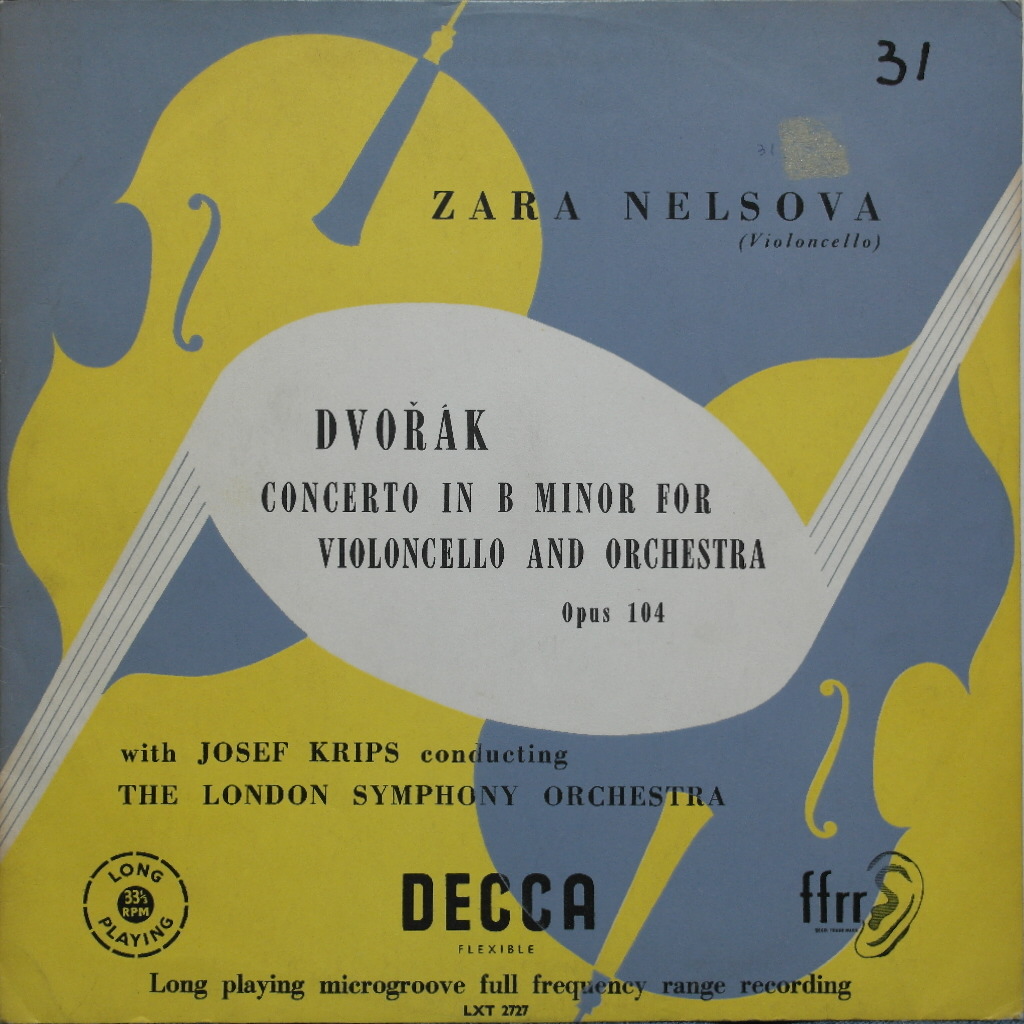 31
31
ZARA NELSOVA
(Violoncello)
DVOŘÁK
CONCERTO IN B MINOR FOR
VIOLONCELLO AND ORCHESTRA
Opus 104
with JOSEF KRIPS conducting
THE LONDON SYMPHONY ORCHESTRA
LONG
33⅓
RPM
PLAYING
DECCA
FLEXIBLE
ffrr
Long playing microgroove full frequency range recording
LXT 2727